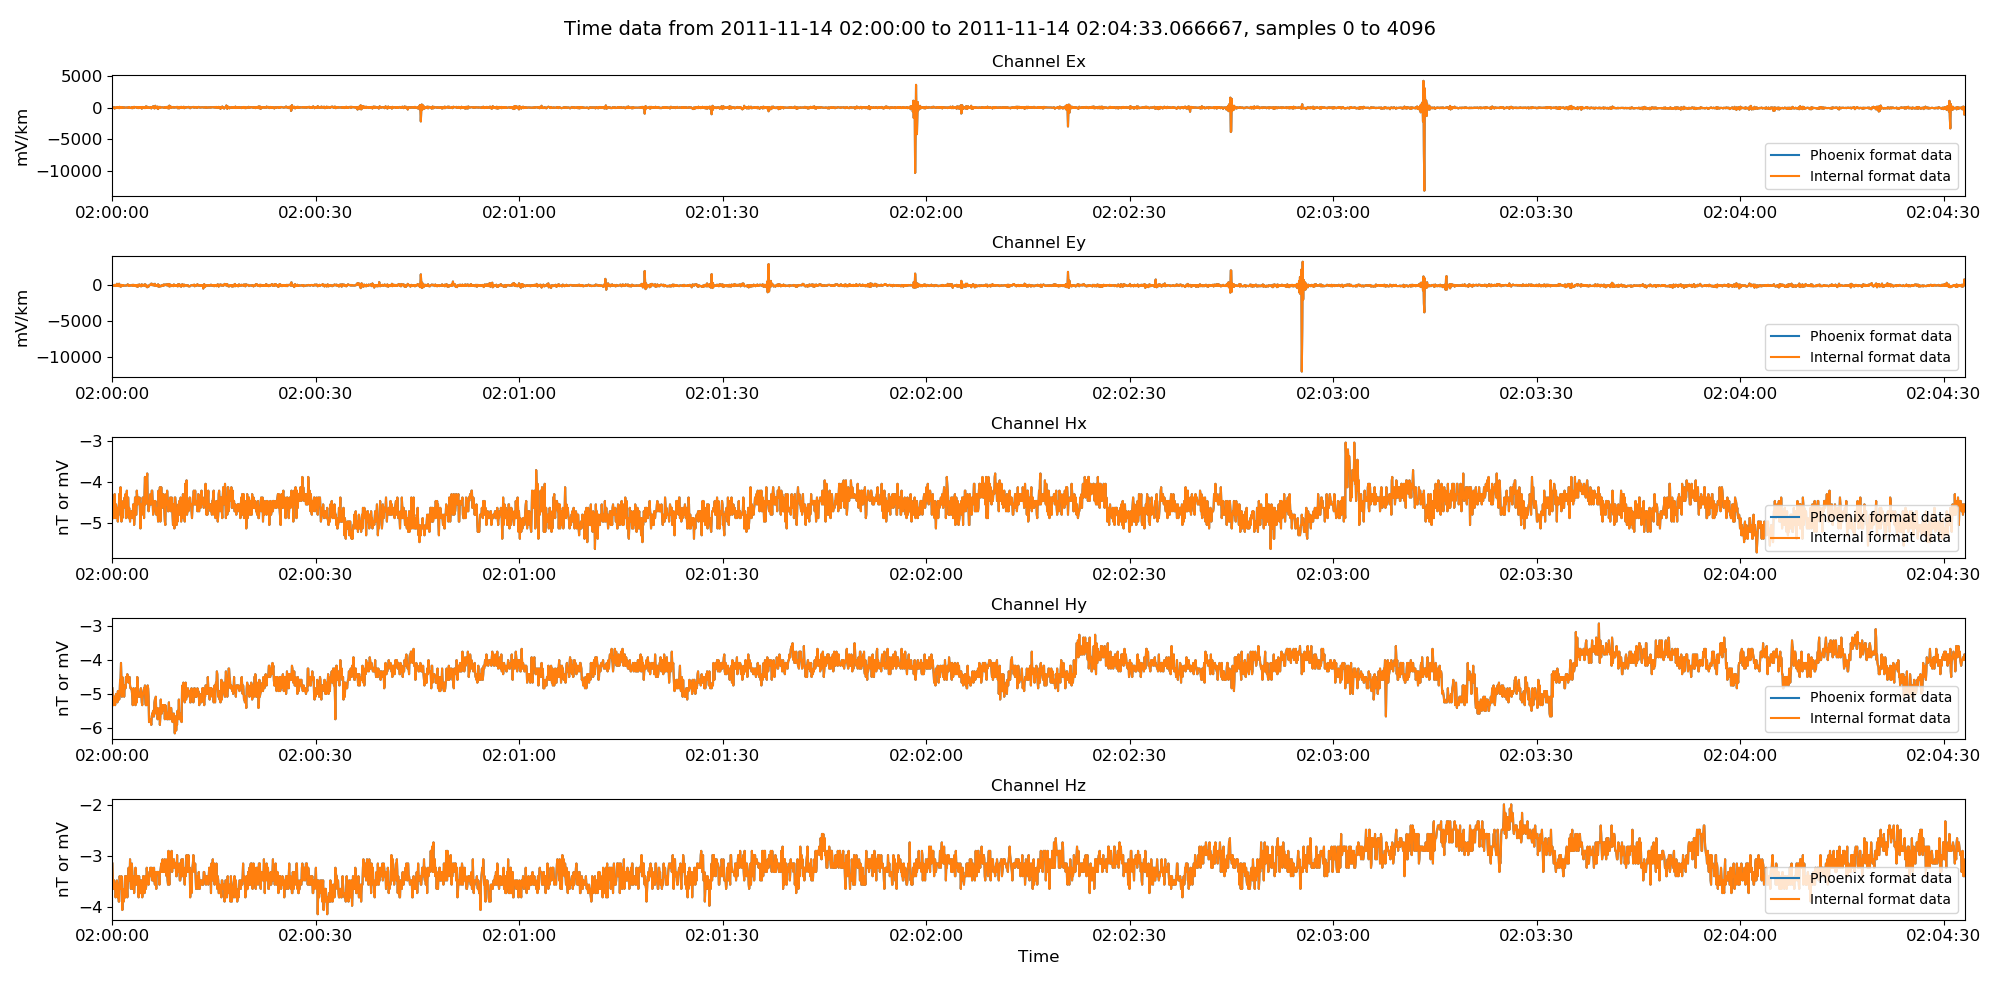 Time data from 2011-11-14 02:00:00 to 2011-11-14 02:04:33.066667, samples 0 to 4096
Channel Ex
5000
0
−5000
−10000
mV/km
Phoenix format data
Internal format data
02:00:00 02:00:30 02:01:00 02:01:30 02:02:00 02:02:30 02:03:00 02:03:30 02:04:00 02:04:30
Channel Ey
0
−5000
−10000
mV/km
Phoenix format data
Internal format data
02:00:00 02:00:30 02:01:00 02:01:30 02:02:00 02:02:30 02:03:00 02:03:30 02:04:00 02:04:30
Channel Hx
−3
−4
−5
nT or mV
Phoenix format data
Internal format data
02:00:00 02:00:30 02:01:00 02:01:30 02:02:00 02:02:30 02:03:00 02:03:30 02:04:00 02:04:30
Channel Hy
−3
−4
−5
−6
nT or mV
Phoenix format data
Internal format data
02:00:00 02:00:30 02:01:00 02:01:30 02:02:00 02:02:30 02:03:00 02:03:30 02:04:00 02:04:30
Channel Hz
−2
−3
−4
nT or mV
Phoenix format data
Internal format data
02:00:00 02:00:30 02:01:00 02:01:30 02:02:00 02:02:30 02:03:00 02:03:30 02:04:00 02:04:30
Time